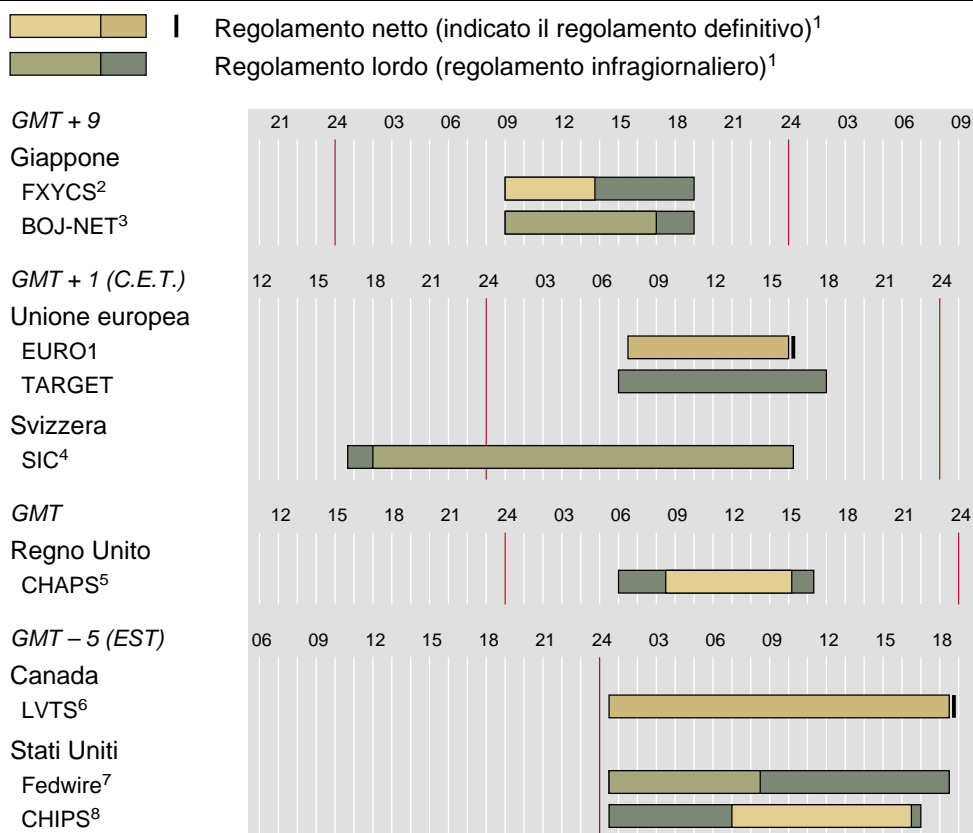 Regolamento netto (indicato il regolamento definitivo)1
Regolamento lordo (regolamento infragiornaliero)1
GMT + 9
21 24 03 06 09 12 15 18 21 24 03 06 09
Giappone
FXYCS2
BOJ-NET3
GMT + 1 (C.E.T.)
12 15 18 21 24 03 06 09 12 15 18 21 24
Unione europea
EURO1
TARGET
Svizzera
SIC4
GMT
12 15 18 21 24 03 06 09 12 15 18 21 24
Regno Unito
CHAPS5
GMT – 5 (EST)
06 09 12 15 18 21 24 03 06 09 12 15 18
Canada
LVTS6
Stati Uniti
Fedwire7
CHIPS8